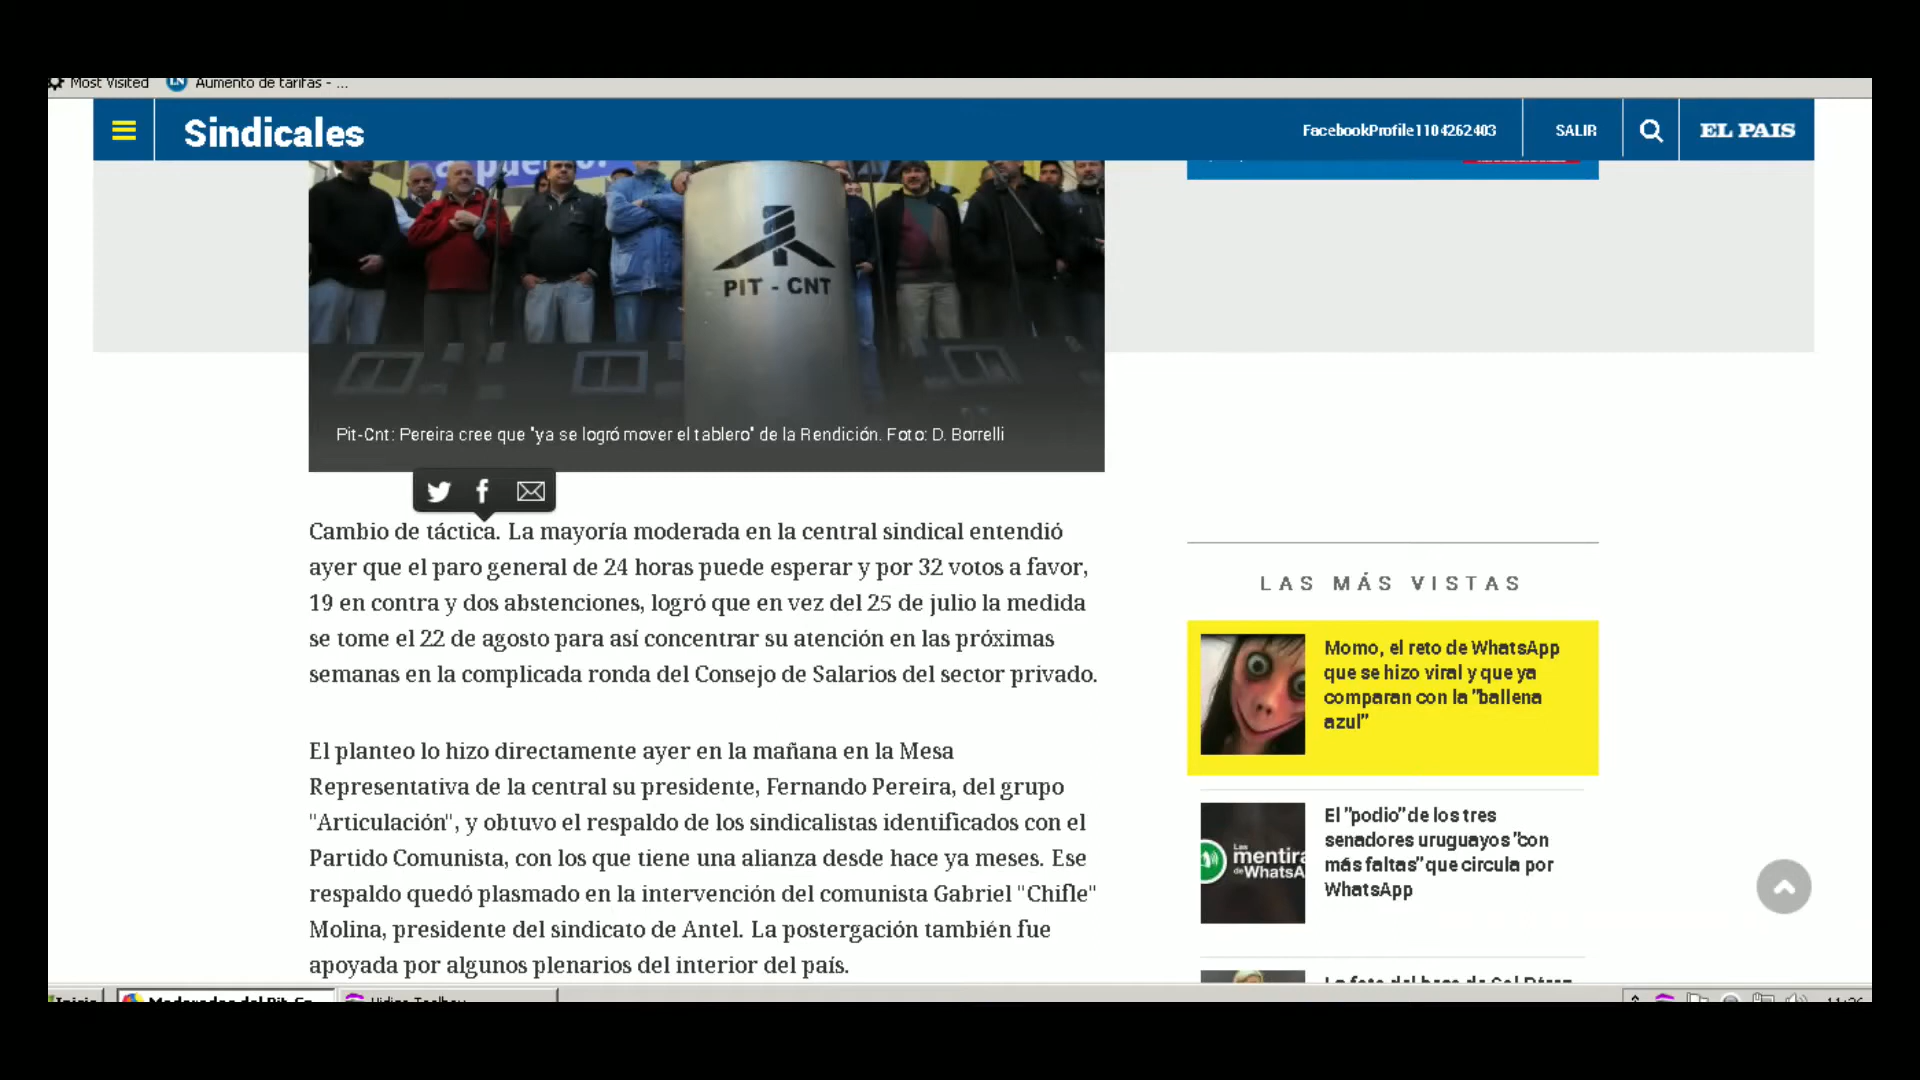 Most Visited
Aumento de tarifas - ...
Sindicales
FacebookProfile1104262403
SALIR
EL PAIS
PIT - CNT
Pit-Cnt: Pereira cree que "ya se logró mover el tablero" de la Rendición. Foto: D. Borrelli
Cambio de táctica. La mayoría moderada en la central sindical entendió
ayer que el paro general de 24 horas puede esperar y por 32 votos a favor,
19 en contra y dos abstenciones, logró que en vez del 25 de julio la medida
se tome el 22 de agosto para así concentrar su atención en las próximas
semanas en la complicada ronda del Consejo de Salarios del sector privado.
El planteo lo hizo directamente ayer en la mañana en la Mesa
Representativa de la central su presidente, Fernando Pereira, del grupo
"Articulación", y obtuvo el respaldo de los sindicalistas identificados con el
Partido Comunista, con los que tiene una alianza desde hace ya meses. Ese
respaldo quedó plasmado en la intervención del comunista Gabriel "Chifle"
Molina, presidente del sindicato de Antel. La postergación también fue
apoyada por algunos plenarios del interior del país.
LAS MÁS VISTAS
Momo, el reto de WhatsApp
que se hizo viral y que ya
comparan con la "ballena
azul"
mentira
de WhatsA
El "podio" de los tres
senadores uruguayos "con
más faltas" que circula por
WhatsApp